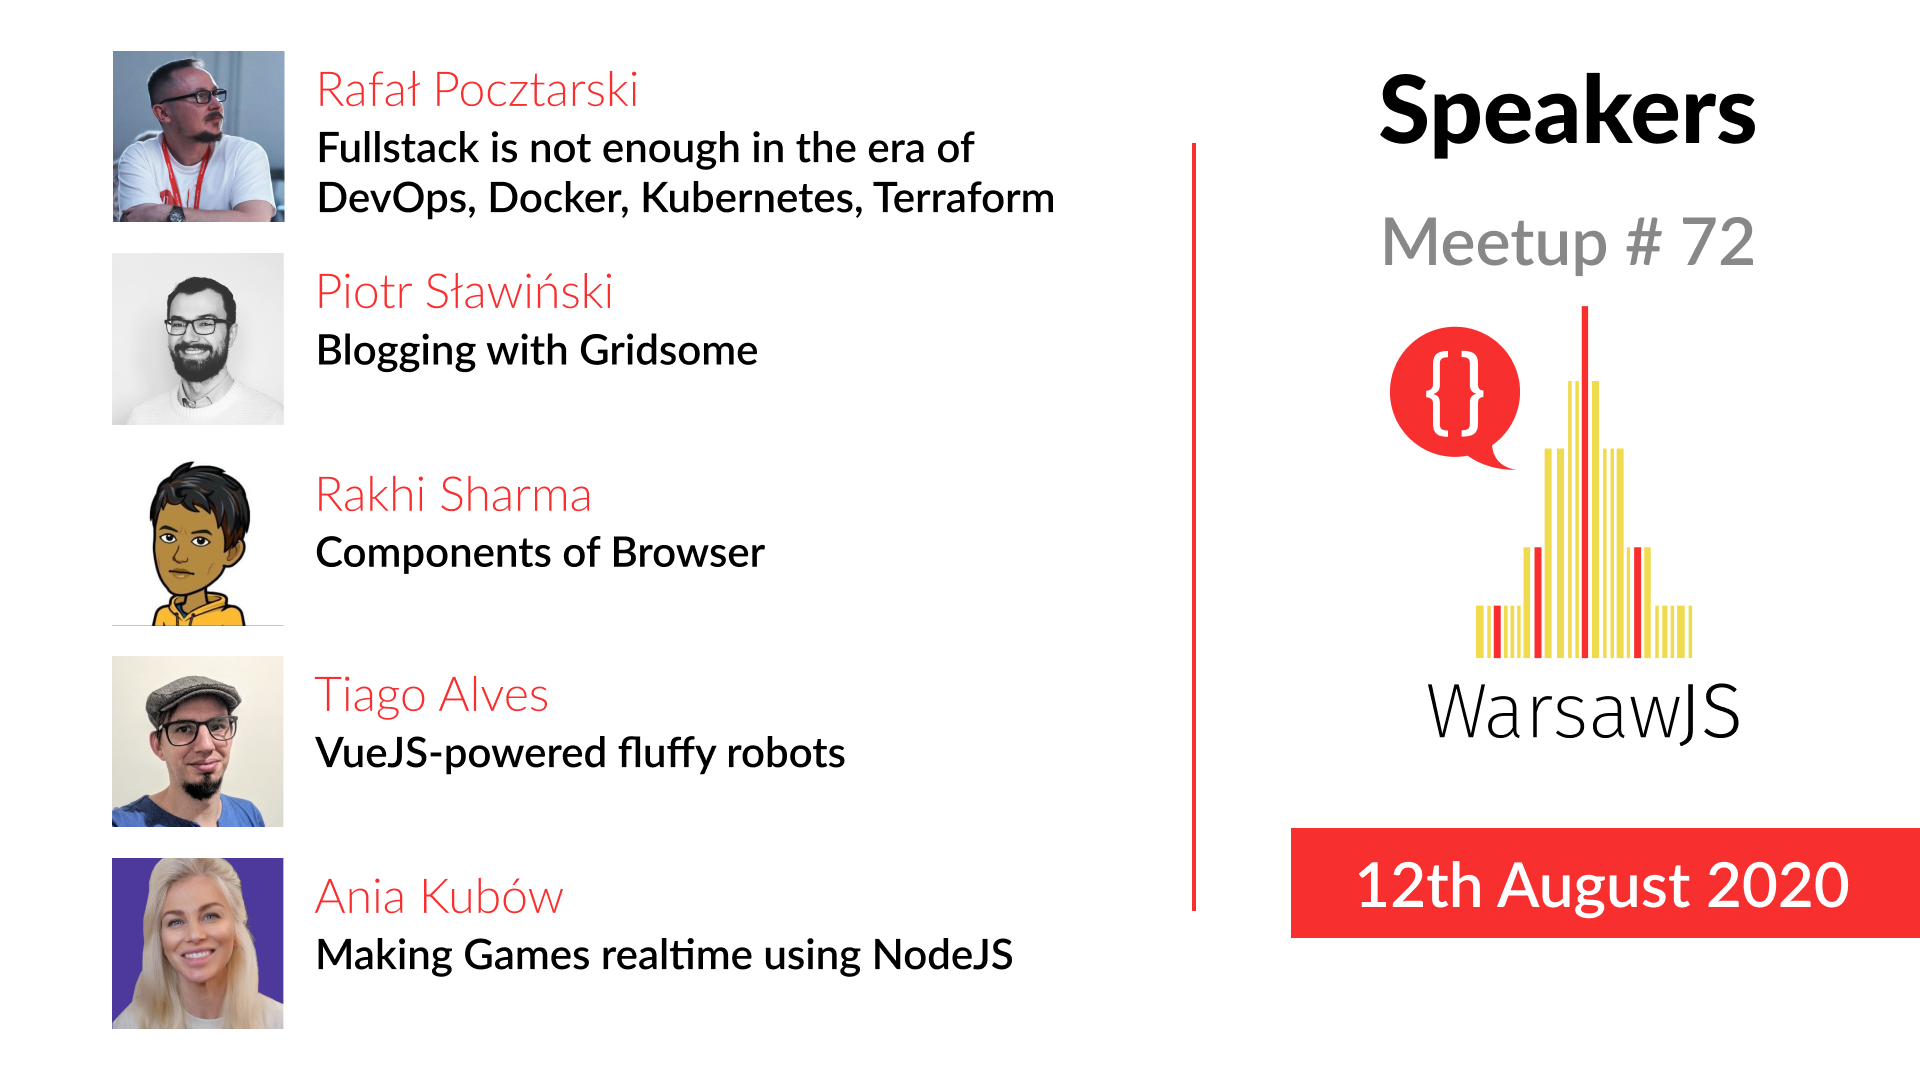 Rafał Pocztarski
Fullstack is not enough in the era of
DevOps, Docker, Kubernetes, Terraform
Piotr Sławiński
Blogging with Gridsome
Rakhi Sharma
Components of Browser
Tiago Alves
VueJS-powered fluffy robots
Ania Kubów
Making Games realtime using NodeJS
Speakers
Meetup # 72
{}
WarsawJS
12th August 2020